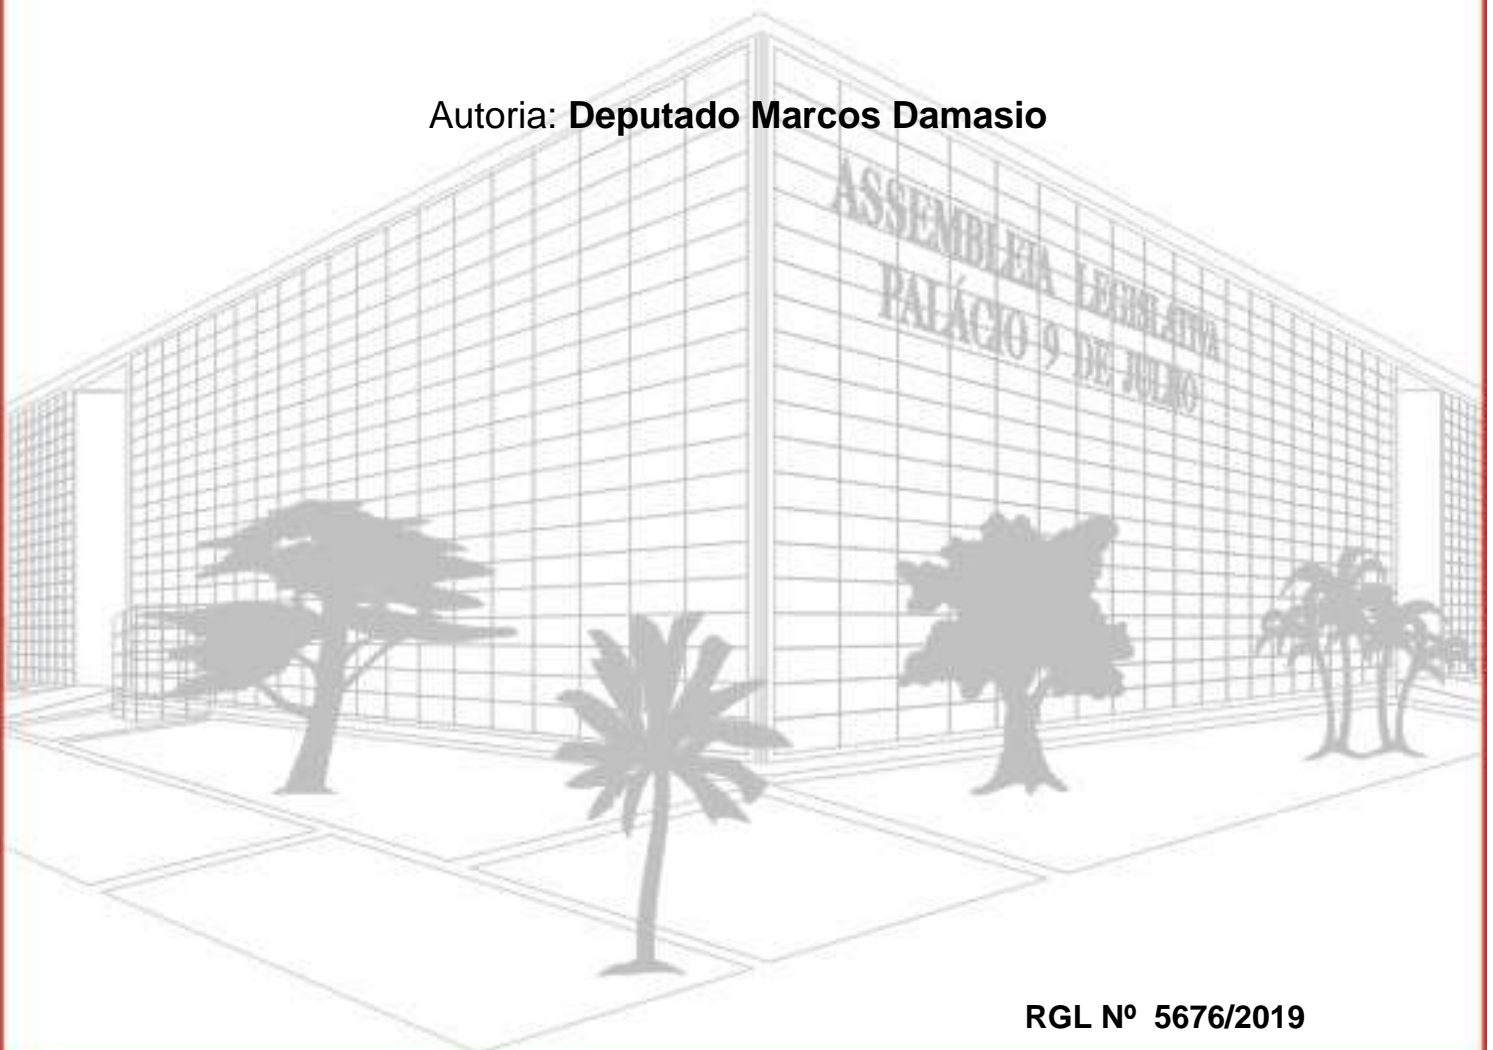 Autoria: Deputado Marcos Damasio
ASSEMBLEIA LEGISLATIVA
PALÁCIO 9 DE JULHO
RGL Nº 5676/2019